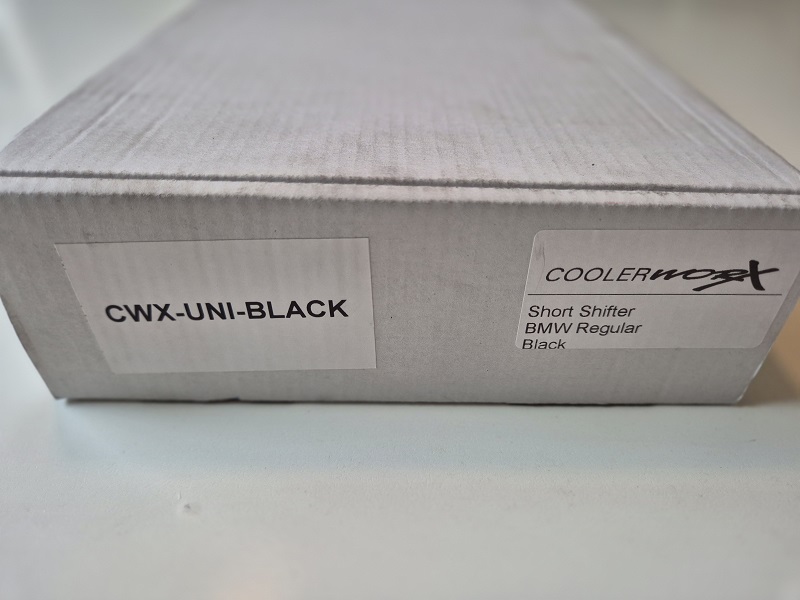 CWX-UNI-BLACK
COOLERworX
Short Shifter
BMW Regular
Black